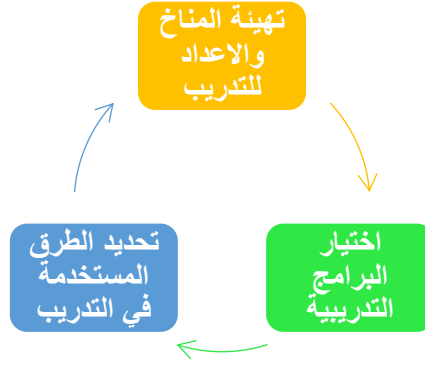 تهيئة المناخ
والاعداد
للتدريب
اختيار
البرامج
التدريبية
تحديد الطرق
المستخدمة
في التدريب